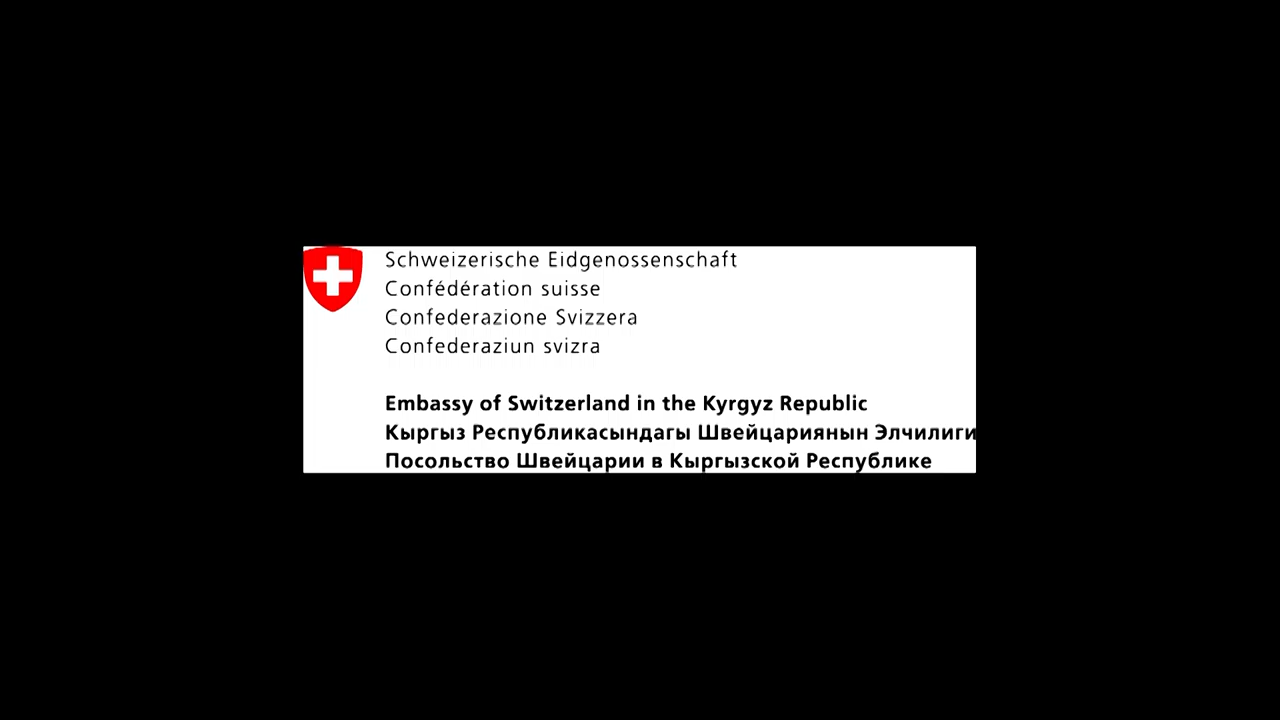 Schweizerische Eidgenossenschaft
Confédération suisse
Confederazione Svizzera
Confederaziun svizra
Embassy of Switzerland in the Kyrgyz Republic
Кыргыз Республикасындагы Швейцариянын Элчилиги
Посольство Швейцарии в Кыргызской Республике